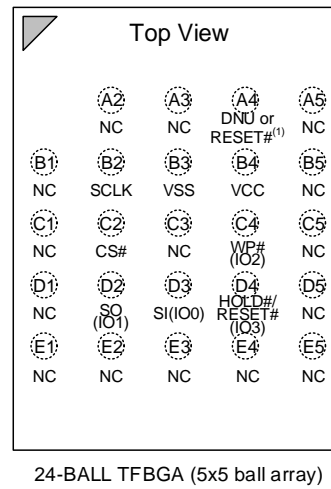 Top View
A2 A3 A4 A5
NC NC DNU or NC
RESET#(1)
B1 B2 B3 B4 B5
NC SCLK VSS VCC NC
C1 C2 C3 C4 C5
NC CS# NC WP# NC
(IO2)
D1 D2 D3 D4 D5
NC SO SI(IO0) HOLD#/ NC
(IO1) RESET#
(IO3)
E1 E2 E3 E4 E5
NC NC NC NC NC
24-BALL TFBGA (5x5 ball array)